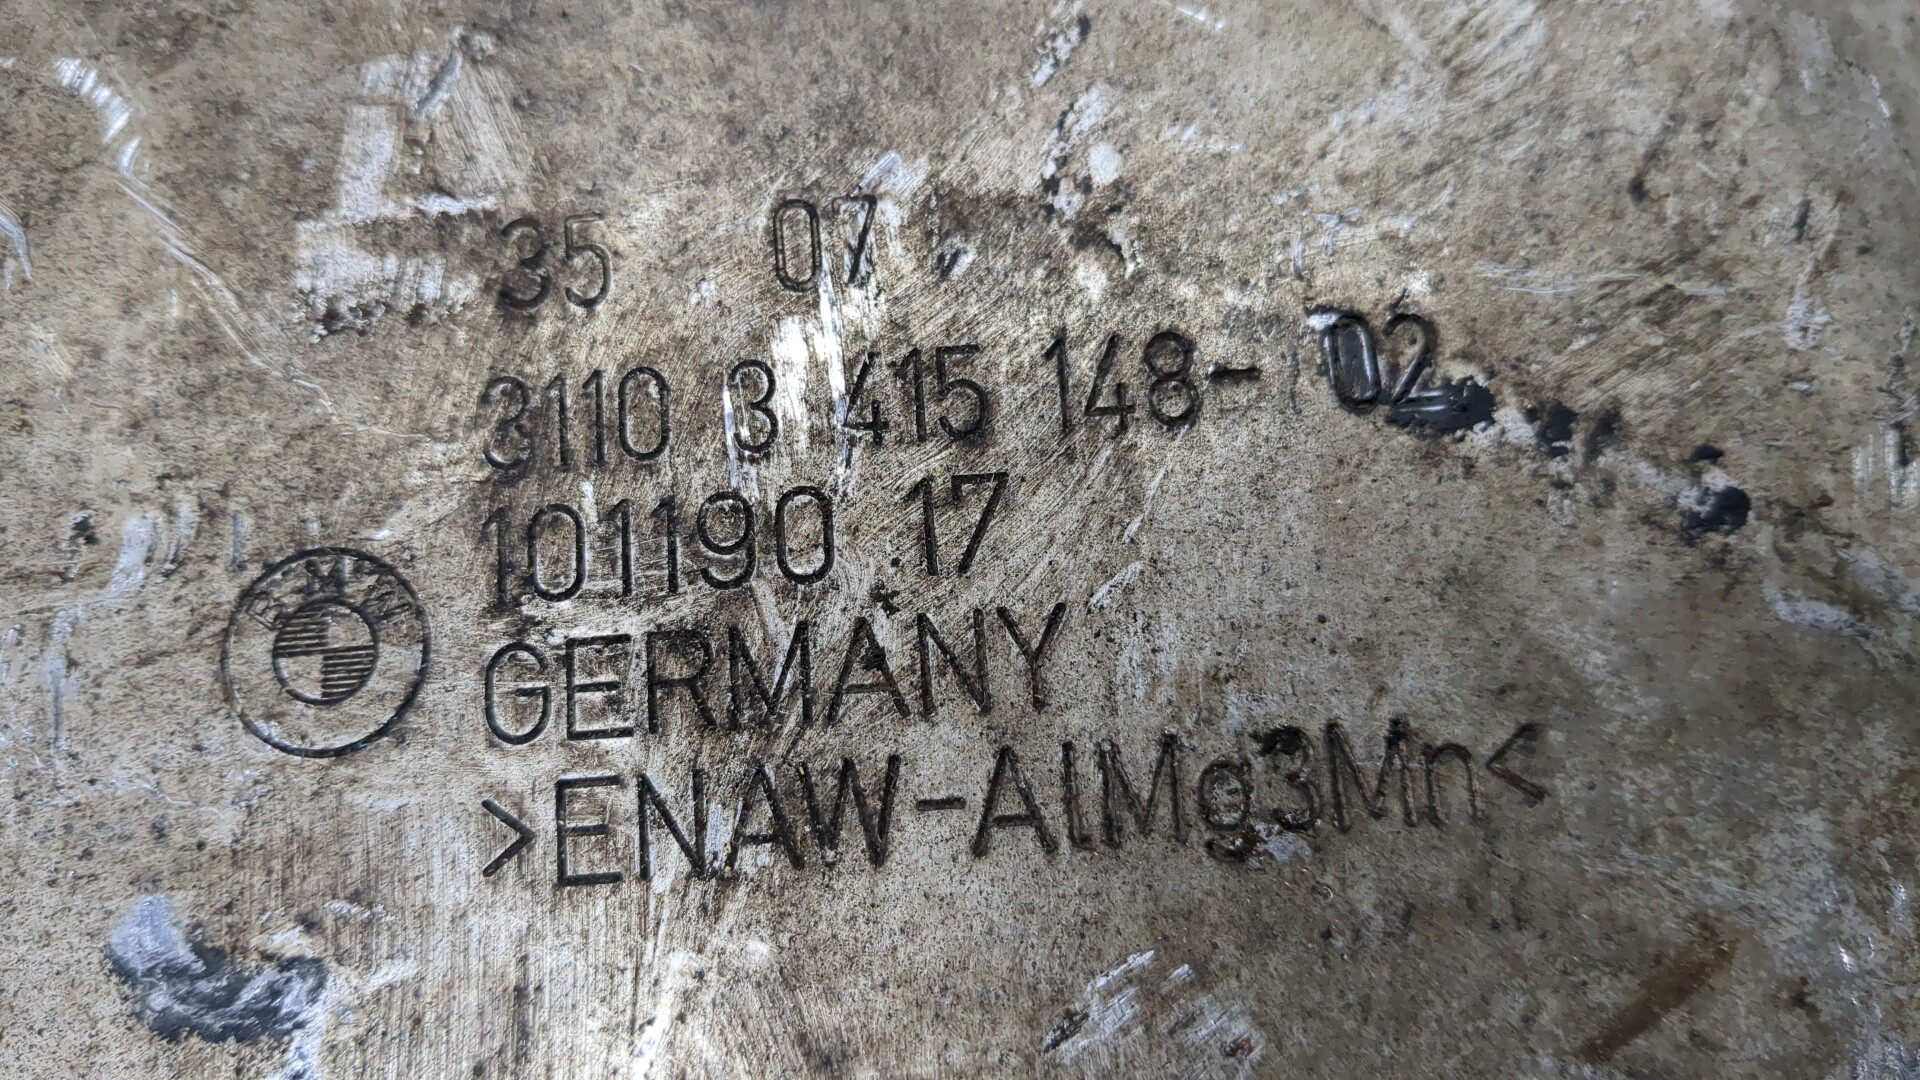 35 07
3110 3 415 148- 02
101190 17
BMW
GERMANY
>ENAW-AlMg3Mn<